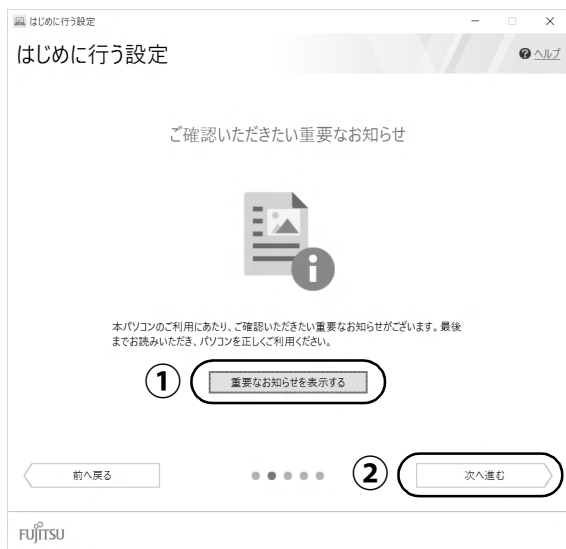 はじめに行う設定
はじめに行う設定
ヘルプ
ご確認いただきたい重要なお知らせ
本パソコンのご利用にあたり、ご確認いただきたい重要なお知らせがございます。最後
までお読みいただき、パソコンを正しくご利用ください。
① 重要なお知らせを表示する
前へ戻る ② 次へ進む
FUJITSU